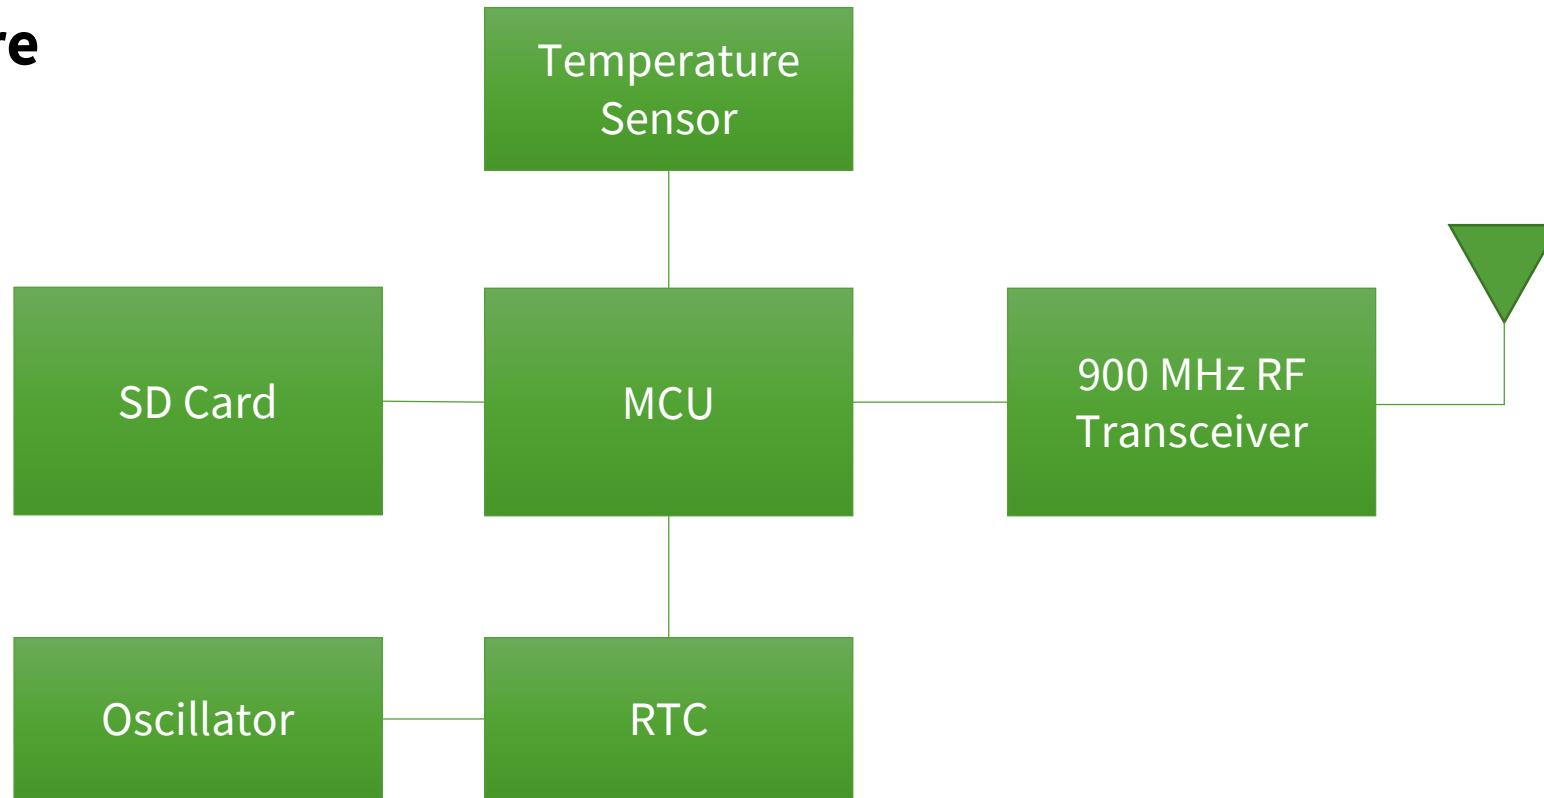 re
Temperature
Sensor
SD Card
MCU
900 MHz RF
Transceiver
Oscillator
RTC